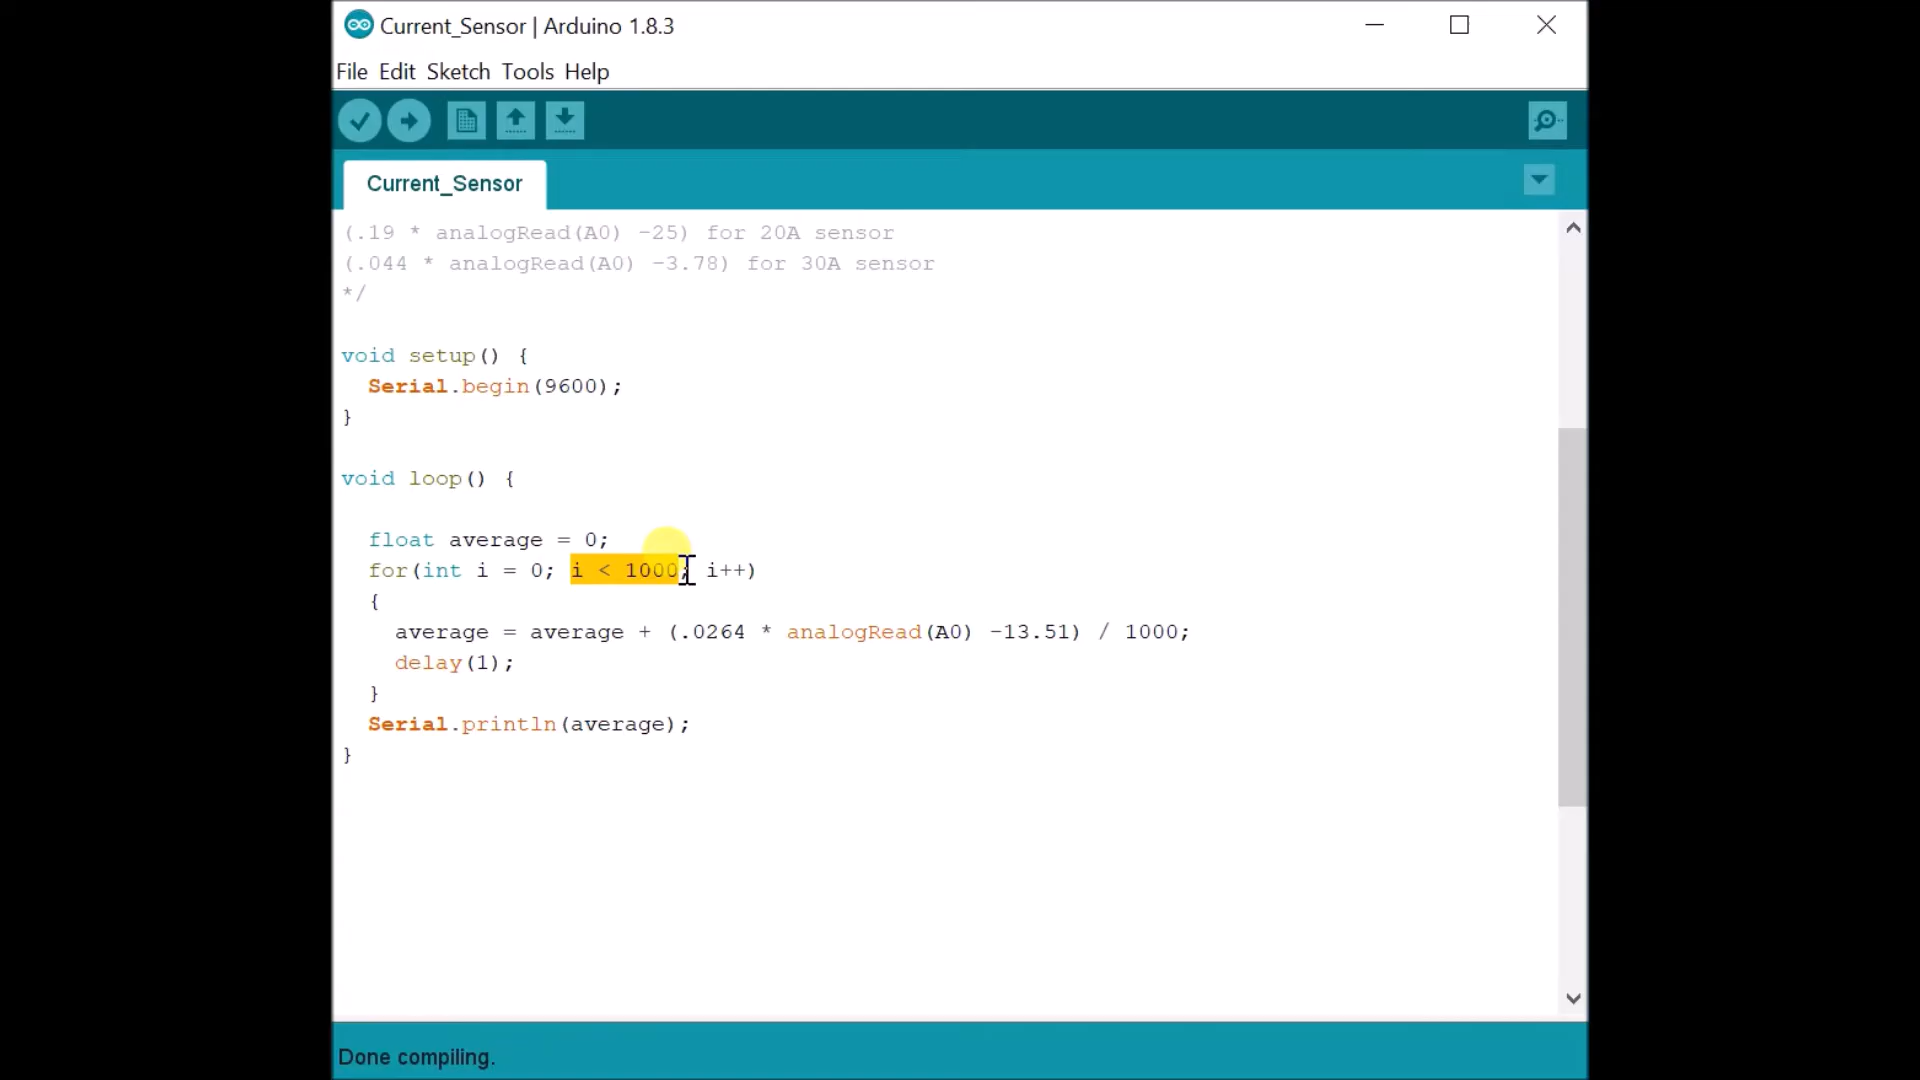 Current_Sensor | Arduino 1.8.3
File Edit Sketch Tools Help
Current_Sensor
(.19 * analogRead(A0) -25) for 20A sensor
(.044 * analogRead(A0) -3.78) for 30A sensor
*/
void setup() {
  Serial.begin(9600);
}
void loop() {
  float average = 0;
  for(int i = 0; i < 1000; i++)
  {
    average = average + (.0264 * analogRead(A0) -13.51) / 1000;
    delay(1);
  }
  Serial.println(average);
}
Done compiling.